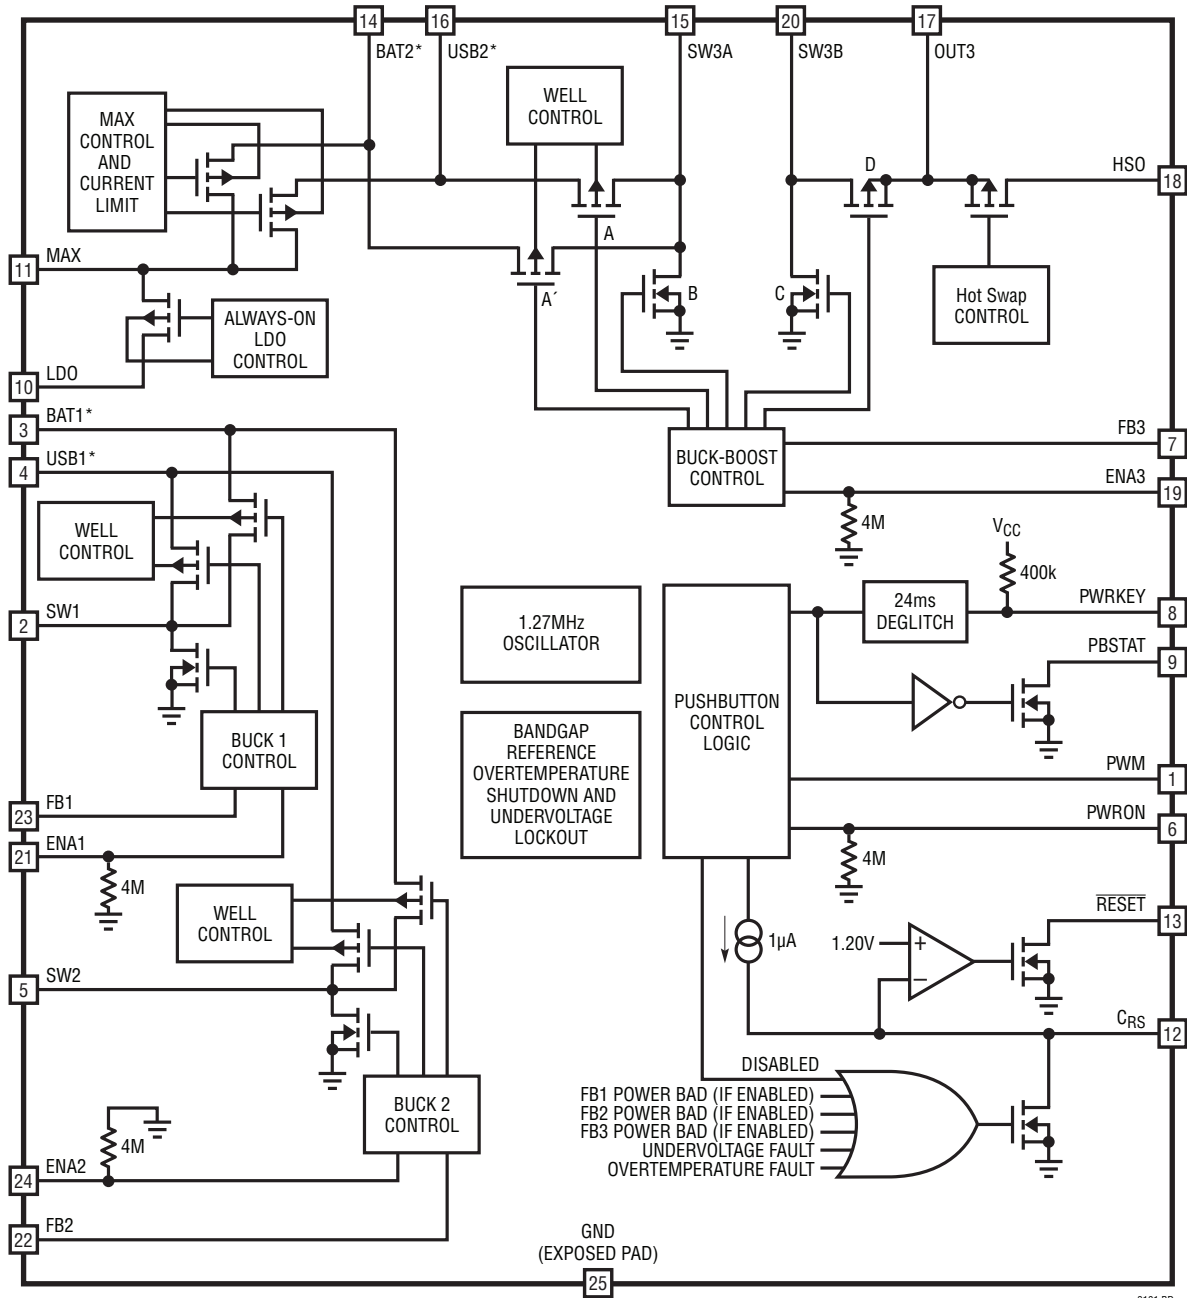 14 16 15 20 17
BAT2* USB2* SW3A SW3B OUT3
WELL
CONTROL
MAX
CONTROL
AND
CURRENT
LIMIT
D
HSO
18
A
MAX
11
A´
B
C
Hot Swap
CONTROL
ALWAYS-ON
LDO
CONTROL
LDO
10
BAT1*
3
USB1*
4
FB3
7
BUCK-BOOST
CONTROL
ENA3
19
4M
WELL
CONTROL
VCC
400k
SW1
2
1.27MHz
OSCILLATOR
24ms
DEGLITCH
PWRKEY
8
PBSTAT
9
PUSHBUTTON
CONTROL
LOGIC
BANDGAP
REFERENCE
OVERTEMPERATURE
SHUTDOWN AND
UNDERVOLTAGE
LOCKOUT
BUCK 1
CONTROL
PWM
1
FB1
23
PWRON
6
ENA1
21
4M
4M
WELL
CONTROL
RESET
13
1µA
1.20V
+
–
SW2
5
CRS
12
DISABLED
FB1 POWER BAD (IF ENABLED)
FB2 POWER BAD (IF ENABLED)
FB3 POWER BAD (IF ENABLED)
UNDERVOLTAGE FAULT
OVERTEMPERATURE FAULT
BUCK 2
CONTROL
4M
ENA2
24
FB2
22
GND
(EXPOSED PAD)
25